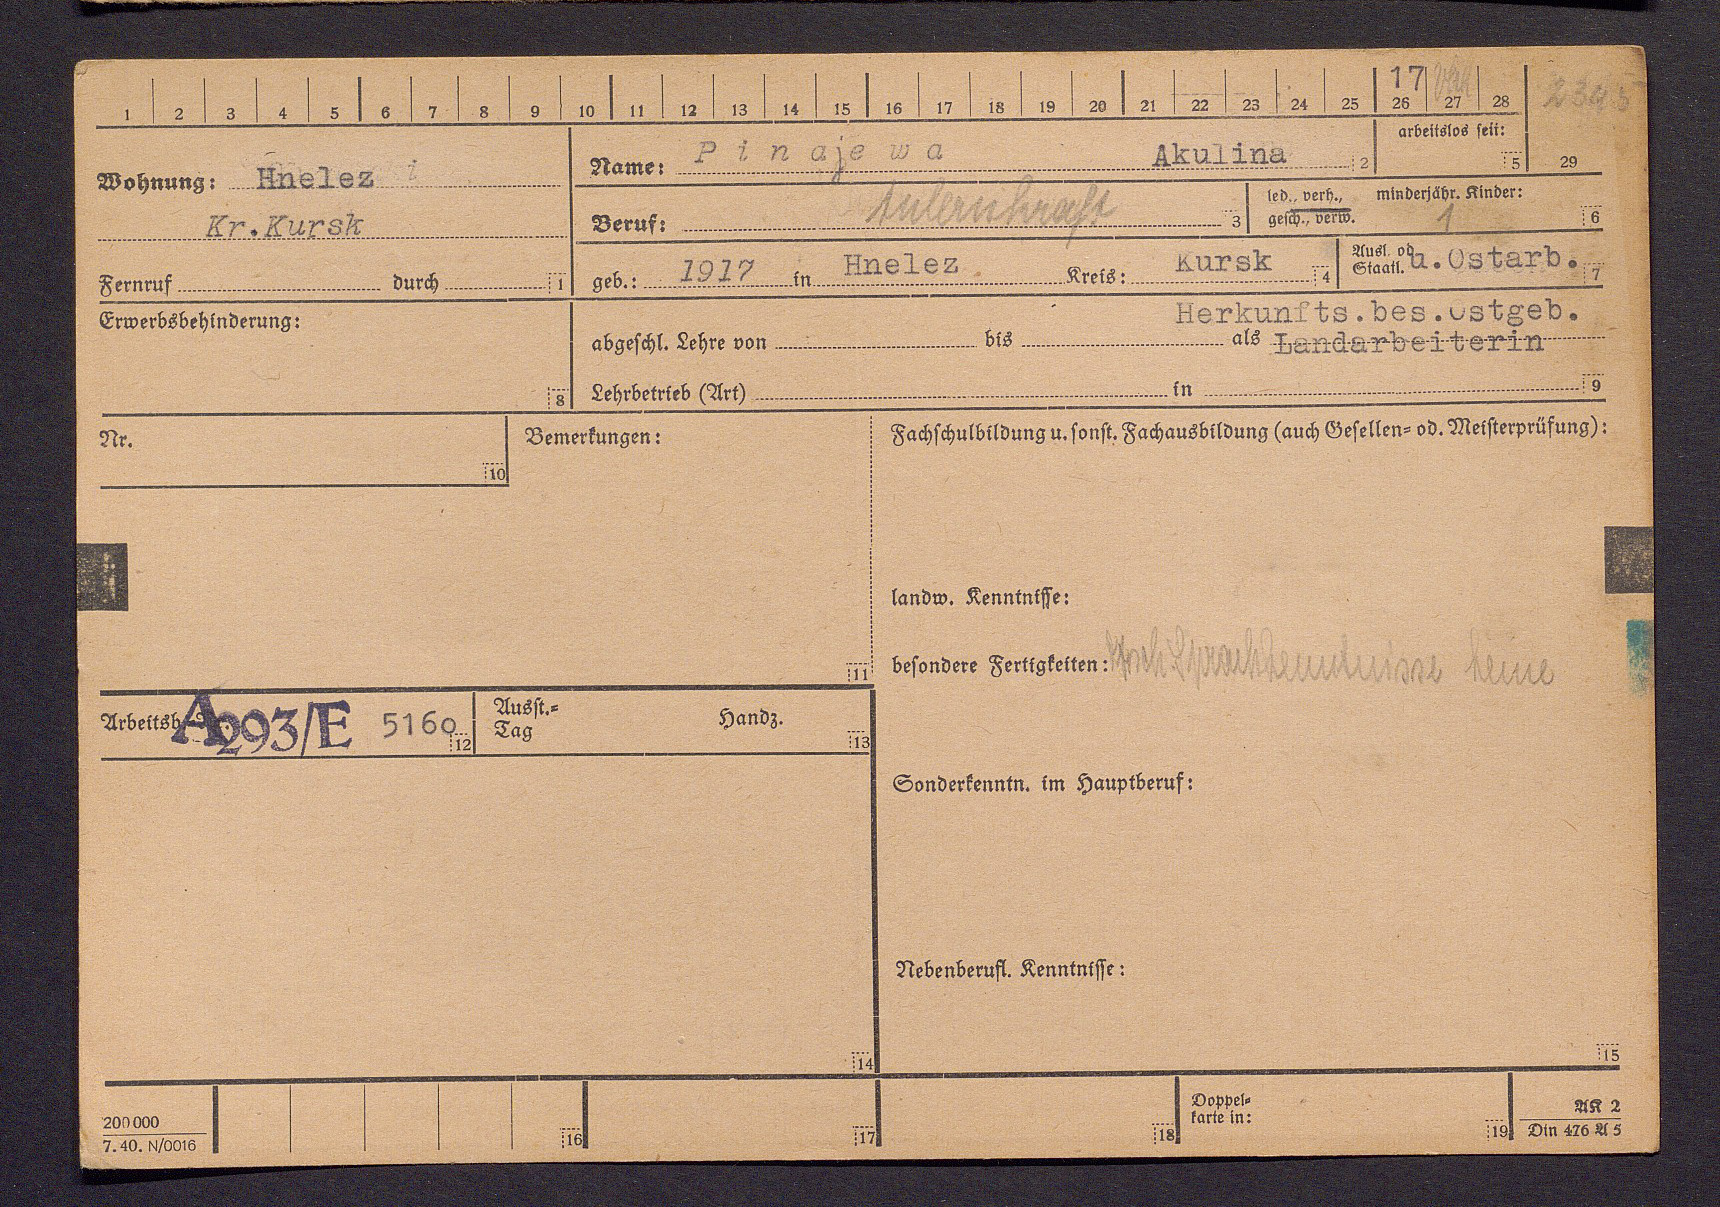 1 2 3 4 5 6 7 8 9 10 11 12 13 14 15 16 17 18 19 20 21 22 23 24 25 26 27 28
17
29
arbeitslos seit: 5
Wohnung: Hnelez i
Kr.Kursk
Fernruf durch 1
Name: Pinajewa Akulina 2
Beruf: Anlernkraft 3
led., verh., gesch., verw.
minderjähr. Kinder: 1 6
geb.: 1917 in Hnelez Kreis: Kursk 4
Ausl. od. Staatl. u.Ostarb. 7
Erwerbsbehinderung: 8
Herkunfts.bes.Ostgeb.
abgeschl. Lehre von bis als Landarbeiterin
Lehrbetrieb (Art) in 9
Nr. 10
Bemerkungen: 11
Fachschulbildung u. sonst. Fachausbildung (auch Gesellen- od. Meisterprüfung):
landw. Kenntnisse:
besondere Fertigkeiten: Sprachkenntnisse keine
Arbeitsb A293/E 5160 12
Ausst.-Tag Handz. 13
Sonderkenntn. im Hauptberuf:
Nebenberufl. Kenntnisse:
14
15
200000
7.40. N/0016
16
17
18
Doppelkarte in: 19
AK 2
Din 476 A 5